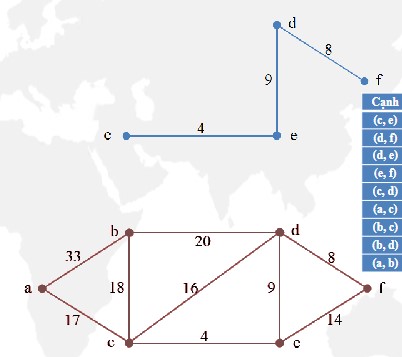 d
8
f
9
c
4
e
Cạnh
(c, e)
(d, f)
(d, e)
(e, f)
(c, d)
(a, c)
(b, c)
(b, d)
(a, b)
b
20
d
33
8
a
18
16
9
f
17
14
c
4
e